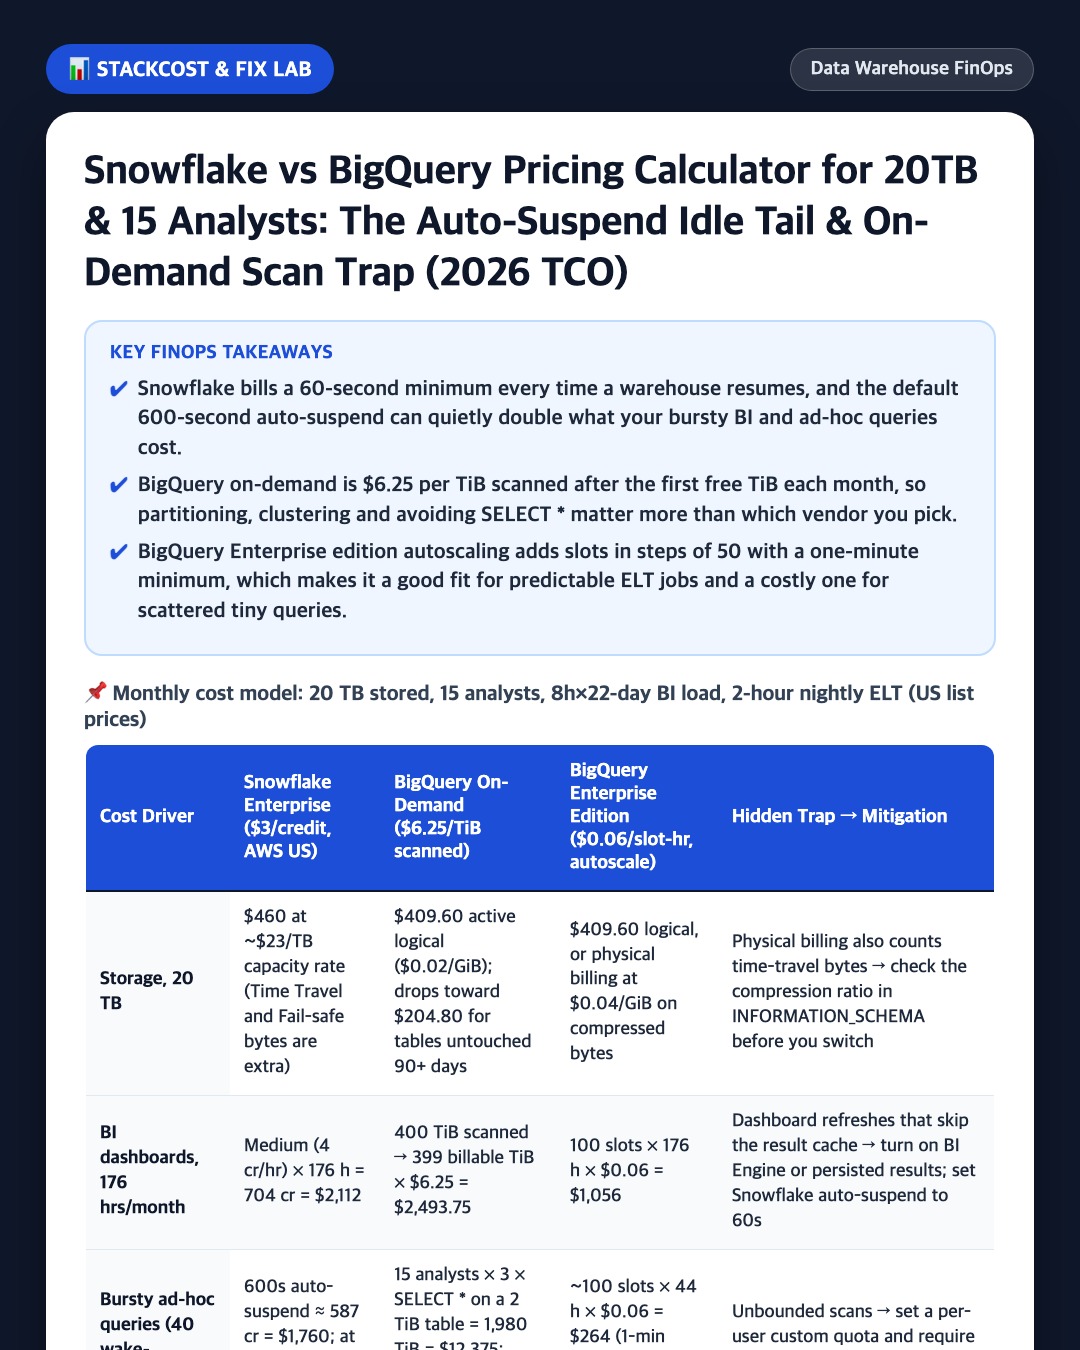 📊 STACKCOST & FIX LAB
Data Warehouse FinOps
Snowflake vs BigQuery Pricing Calculator for 20TB
& 15 Analysts: The Auto-Suspend Idle Tail & On-
Demand Scan Trap (2026 TCO)
KEY FINOPS TAKEAWAYS
✔ Snowflake bills a 60-second minimum every time a warehouse resumes, and the default
600-second auto-suspend can quietly double what your bursty BI and ad-hoc queries
cost.
✔ BigQuery on-demand is $6.25 per TiB scanned after the first free TiB each month, so
partitioning, clustering and avoiding SELECT * matter more than which vendor you pick.
✔ BigQuery Enterprise edition autoscaling adds slots in steps of 50 with a one-minute
minimum, which makes it a good fit for predictable ELT jobs and a costly one for
scattered tiny queries.
📌 Monthly cost model: 20 TB stored, 15 analysts, 8h×22-day BI load, 2-hour nightly ELT (US list
prices)
Cost Driver
Snowflake
Enterprise
($3/credit,
AWS US)
BigQuery On-
Demand
($6.25/TiB
scanned)
BigQuery
Enterprise
Edition
($0.06/slot-hr,
autoscale)
Hidden Trap → Mitigation
Storage, 20
TB
$460 at
~$23/TB
capacity rate
(Time Travel
and Fail-safe
bytes are
extra)
$409.60 active
logical
($0.02/GiB);
drops toward
$204.80 for
tables untouched
90+ days
$409.60 logical,
or physical
billing at
$0.04/GiB on
compressed
bytes
Physical billing also counts
time-travel bytes → check the
compression ratio in
INFORMATION_SCHEMA
before you switch
BI
dashboards,
176
hrs/month
Medium (4
cr/hr) × 176 h =
704 cr = $2,112
400 TiB scanned
→ 399 billable TiB
× $6.25 =
$2,493.75
100 slots × 176
h × $0.06 =
$1,056
Dashboard refreshes that skip
the result cache → turn on BI
Engine or persisted results; set
Snowflake auto-suspend to
60s
Bursty ad-hoc
queries (40
wake-
600s auto-
suspend ≈ 587
cr = $1,760; at
15 analysts × 3 ×
SELECT * on a 2
TiB table = 1,980
TiB = $12,375;
~100 slots × 44
h × $0.06 =
$264 (1-min
Unbounded scans → set a per-
user custom quota and require